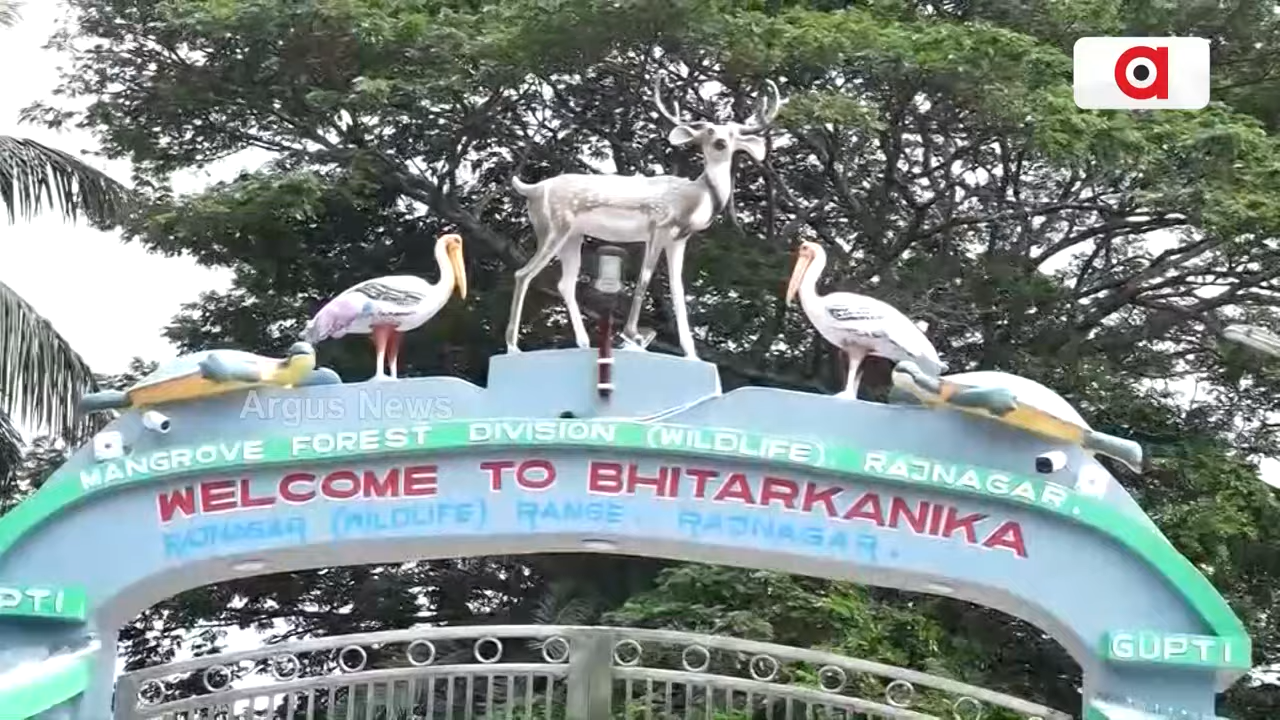 a
Argus News
MANGROVE FOREST DIVISION (WILDLIFE), RAJNAGAR.
WELCOME TO BHITARKANIKA
RAJNAGAR (WILDLIFE) RANGE. RAJNAGAR.
PTI
GUPTI